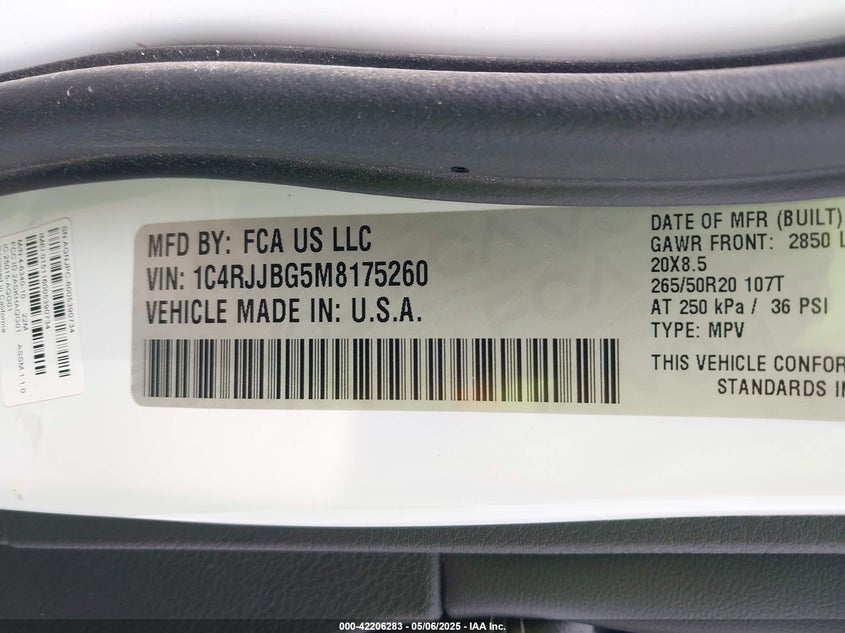 MFD BY: FCA US LLC
VIN: 1C4RJJBG5M8175260
VEHICLE MADE IN: U.S.A.
DATE OF MFR (BUILT)
GAWR FRONT: 2850 L
20X8.5
265/50R20 107T
AT 250 kPa / 36 PSI
TYPE: MPV
THIS VEHICLE CONFOR
STANDARDS IN
000-42206283 - 05/06/2025 - IAA Inc.